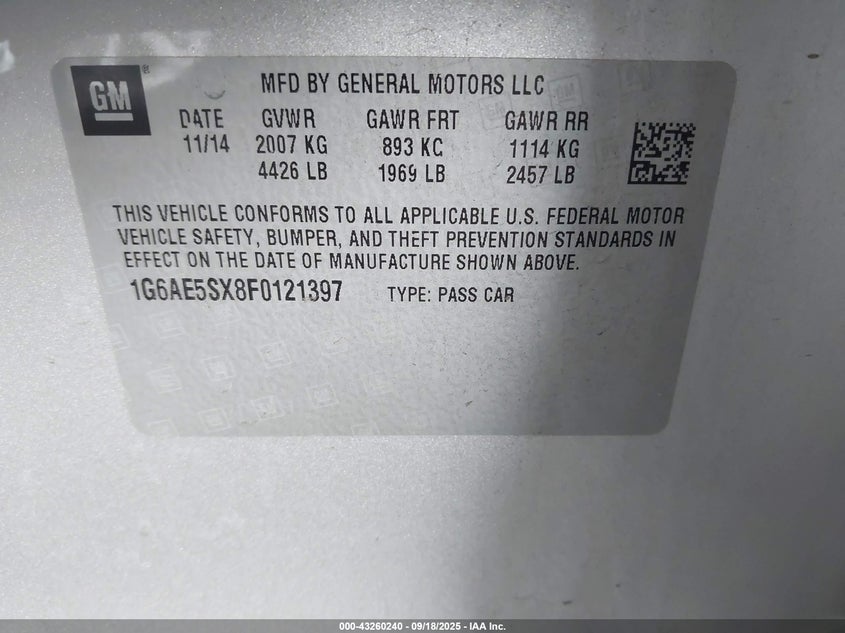 GM
MFD BY GENERAL MOTORS LLC
DATE GVWR GAWR FRT GAWR RR
11/14 2007 KG 893 KG 1114 KG
4426 LB 1969 LB 2457 LB
THIS VEHICLE CONFORMS TO ALL APPLICABLE U.S. FEDERAL MOTOR
VEHICLE SAFETY, BUMPER, AND THEFT PREVENTION STANDARDS IN
EFFECT ON THE DATE OF MANUFACTURE SHOWN ABOVE.
1G6AE5SX8F0121397 TYPE: PASS CAR
000-43260240 - 09/18/2025 - IAA Inc.